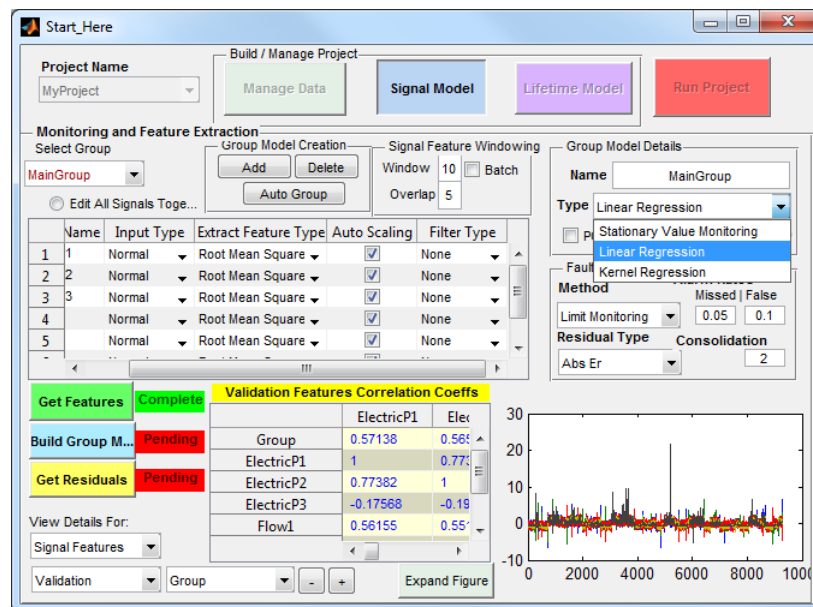 Start_Here
Project Name
MyProject
Build / Manage Project
Manage Data
Signal Model
Lifetime Model
Run Project
Monitoring and Feature Extraction
Select Group
MainGroup
Edit All Signals Toge...
Group Model Creation
Add
Delete
Auto Group
Signal Feature Windowing
Window 10 Batch
Overlap 5
Group Model Details
Name MainGroup
Type Linear Regression
Stationary Value Monitoring
Linear Regression
Kernel Regression
Name Input Type Extract Feature Type Auto Scaling Filter Type
1 1 Normal Root Mean Square None
2 2 Normal Root Mean Square None
3 3 Normal Root Mean Square None
4 Normal Root Mean Square None
5 Normal Root Mean Square None
Method
Missed | False
Limit Monitoring 0.05 0.1
Residual Type Consolidation
Abs Er 2
Get Features Complete
Build Group M... Pending
Get Residuals Pending
View Details For:
Signal Features
Validation Group - +
Expand Figure
Validation Features Correlation Coeffs
ElectricP1 Elec
Group 0.57138 0.565
ElectricP1 1 0.773
ElectricP2 0.77382 1
ElectricP3 -0.17568 -0.19
Flow1 0.56155 0.551
30
20
10
0
-10
0 2000 4000 6000 8000 1000